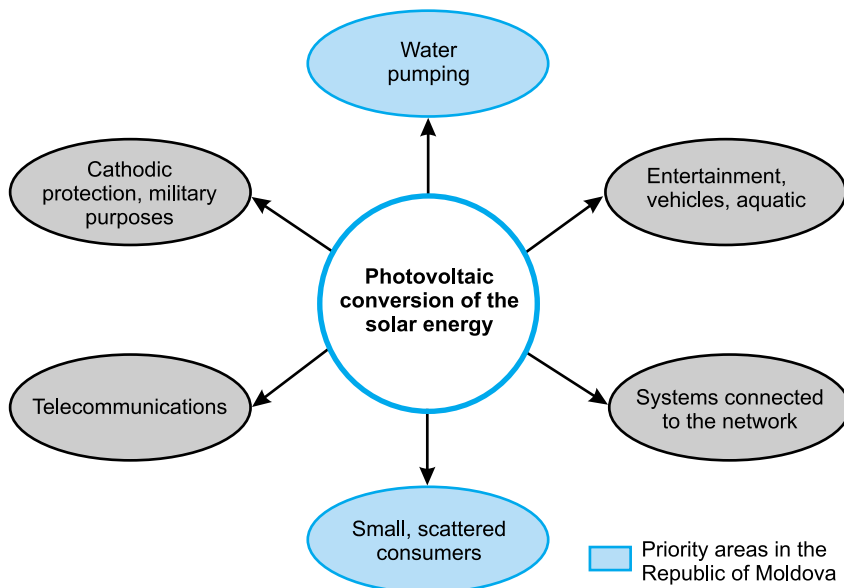 Water
pumping
Cathodic
protection, military
purposes
Entertainment,
vehicles, aquatic
Photovoltaic
conversion of the
solar energy
Telecommunications
Systems connected
to the network
Small, scattered
consumers
Priority areas in the
Republic of Moldova